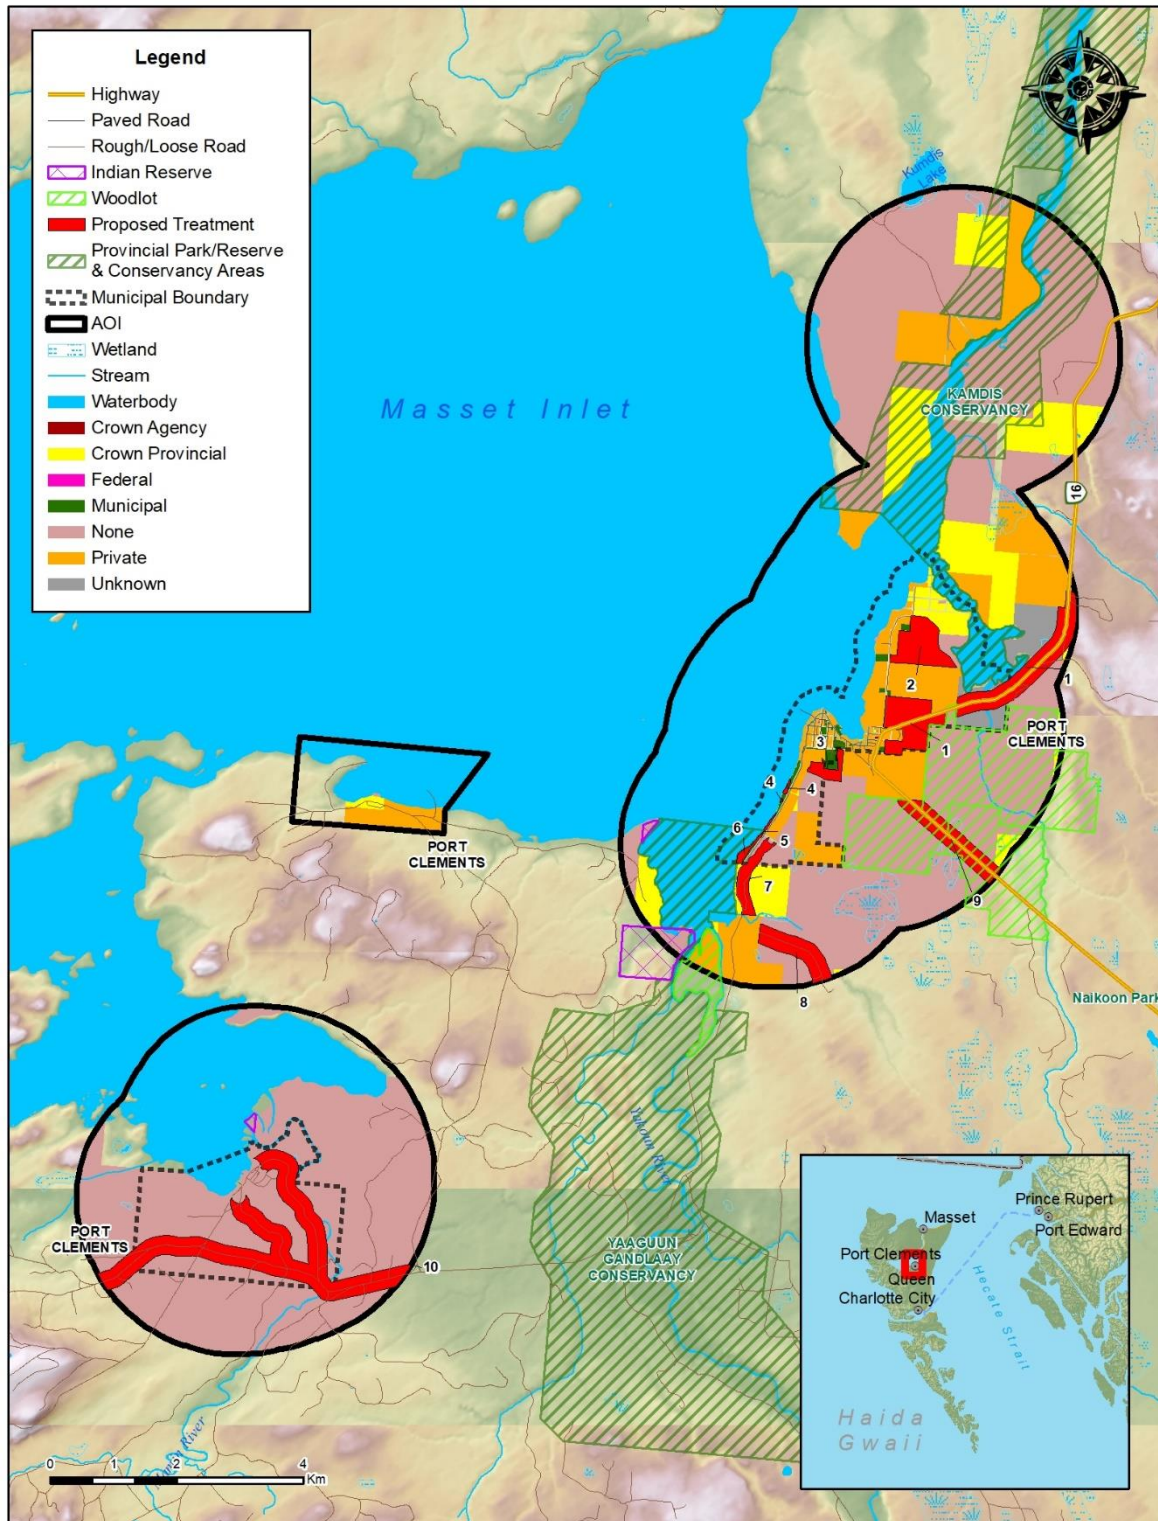 Legend
Highway
Paved Road
Rough/Loose Road
Indian Reserve
Woodlot
Proposed Treatment
Provincial Park/Reserve
& Conservancy Areas
Municipal Boundary
AOI
Wetland
Stream
Waterbody
Crown Agency
Crown Provincial
Federal
Municipal
None
Private
Unknown
Kumdis
Lake
Masset Inlet
KAMDIS
CONSERVANCY
16
1
2
PORT
CLEMENTS
3
1
4
4
6
5
PORT
CLEMENTS
7
9
8
Naikoon Park
Yakoun River
PORT
CLEMENTS
10
YAAGUUN
GANDLAAY
CONSERVANCY
River
0 1 2 4
Km
Prince Rupert
Masset
Port Edward
Port Clements
Queen
Charlotte City
Hecate Strait
Haida
Gwaii